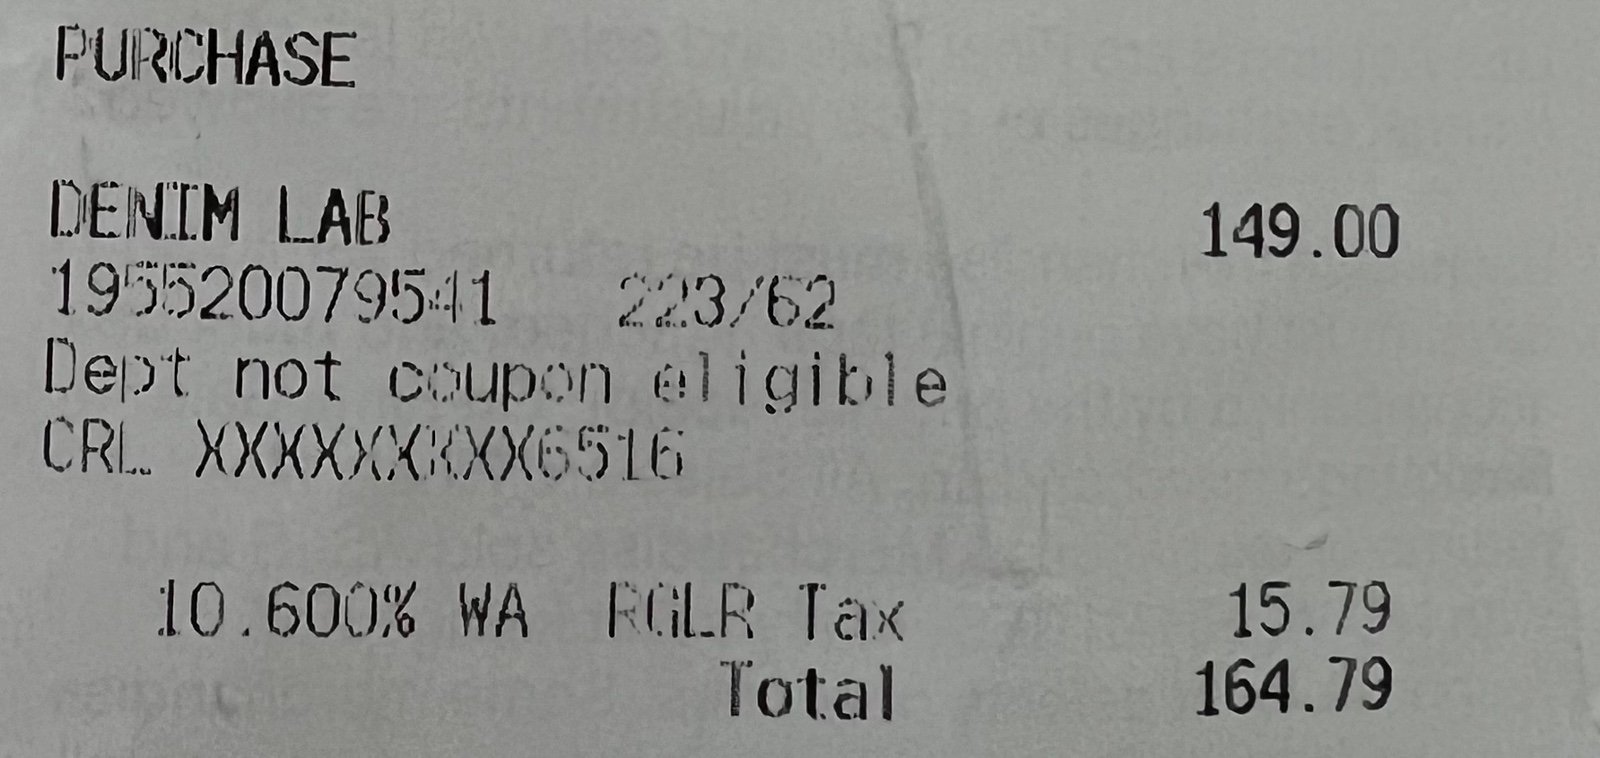 PURCHASE
DENIM LAB 149.00
195520079541 223/62
Dept not coupon eligible
CRL XXXXXXXXX6516
10.600% WA RGLR Tax 15.79
Total 164.79